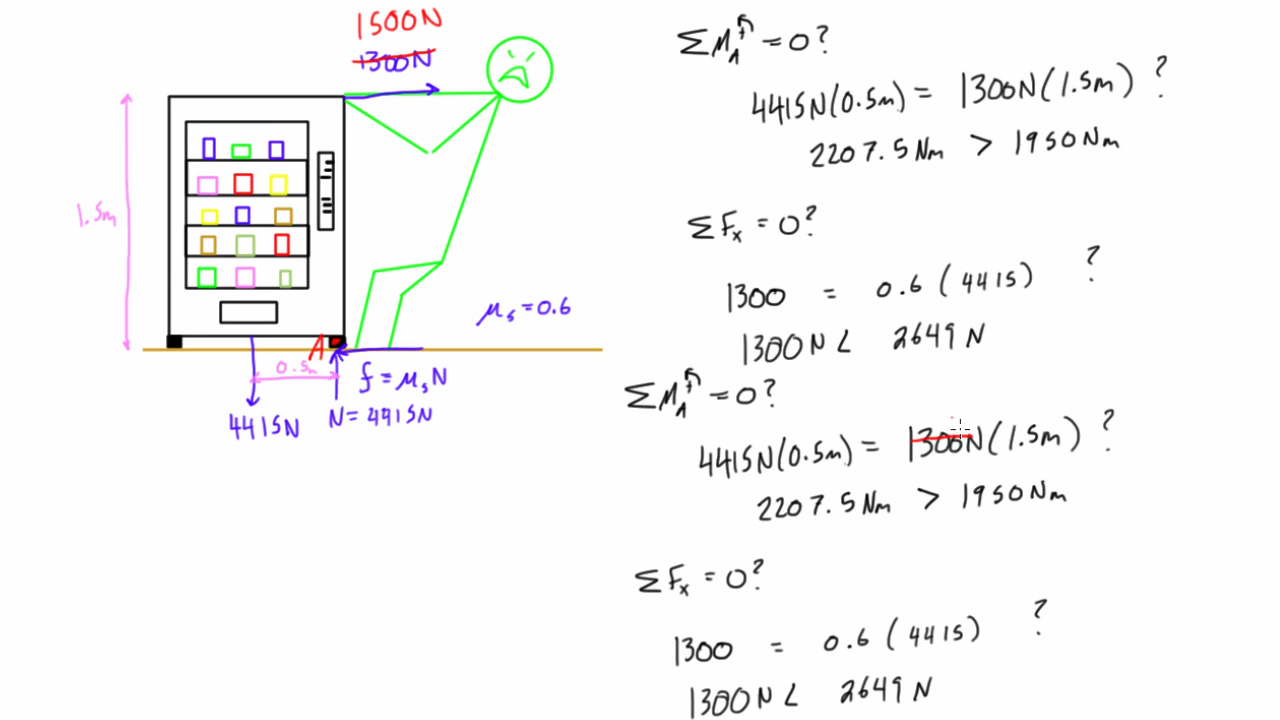 1500N
1300N
1.5m
A
0.5m
4415N
N = 4415N
f = μsN
μs = 0.6
ΣMA = 0?
4415N(0.5m) = 1300N(1.5m) ?
2207.5Nm > 1950Nm
ΣFx = 0?
1300 = 0.6 (4415) ?
1300N < 2649N
ΣMA = 0?
4415N(0.5m) = 1300N(1.5m) ?
2207.5Nm > 1950Nm
ΣFx = 0?
1300 = 0.6 (4415) ?
1300N < 2649N